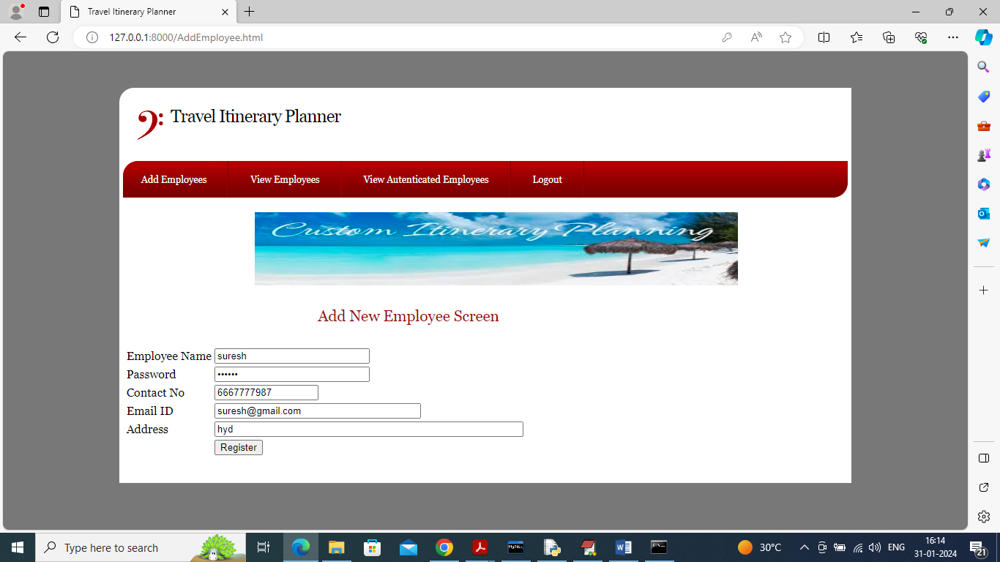 Travel Itinerary Planner
127.0.0.1:8000/AddEmployee.html
Travel Itinerary Planner
Add Employees View Employees View Autenticated Employees Logout
Custom Itinerary Planning
Add New Employee Screen
Employee Name suresh
Password ••••••
Contact No 6667777987
Email ID suresh@gmail.com
Address hyd
Register
Type here to search
30°C
ENG
16:14
31-01-2024
21